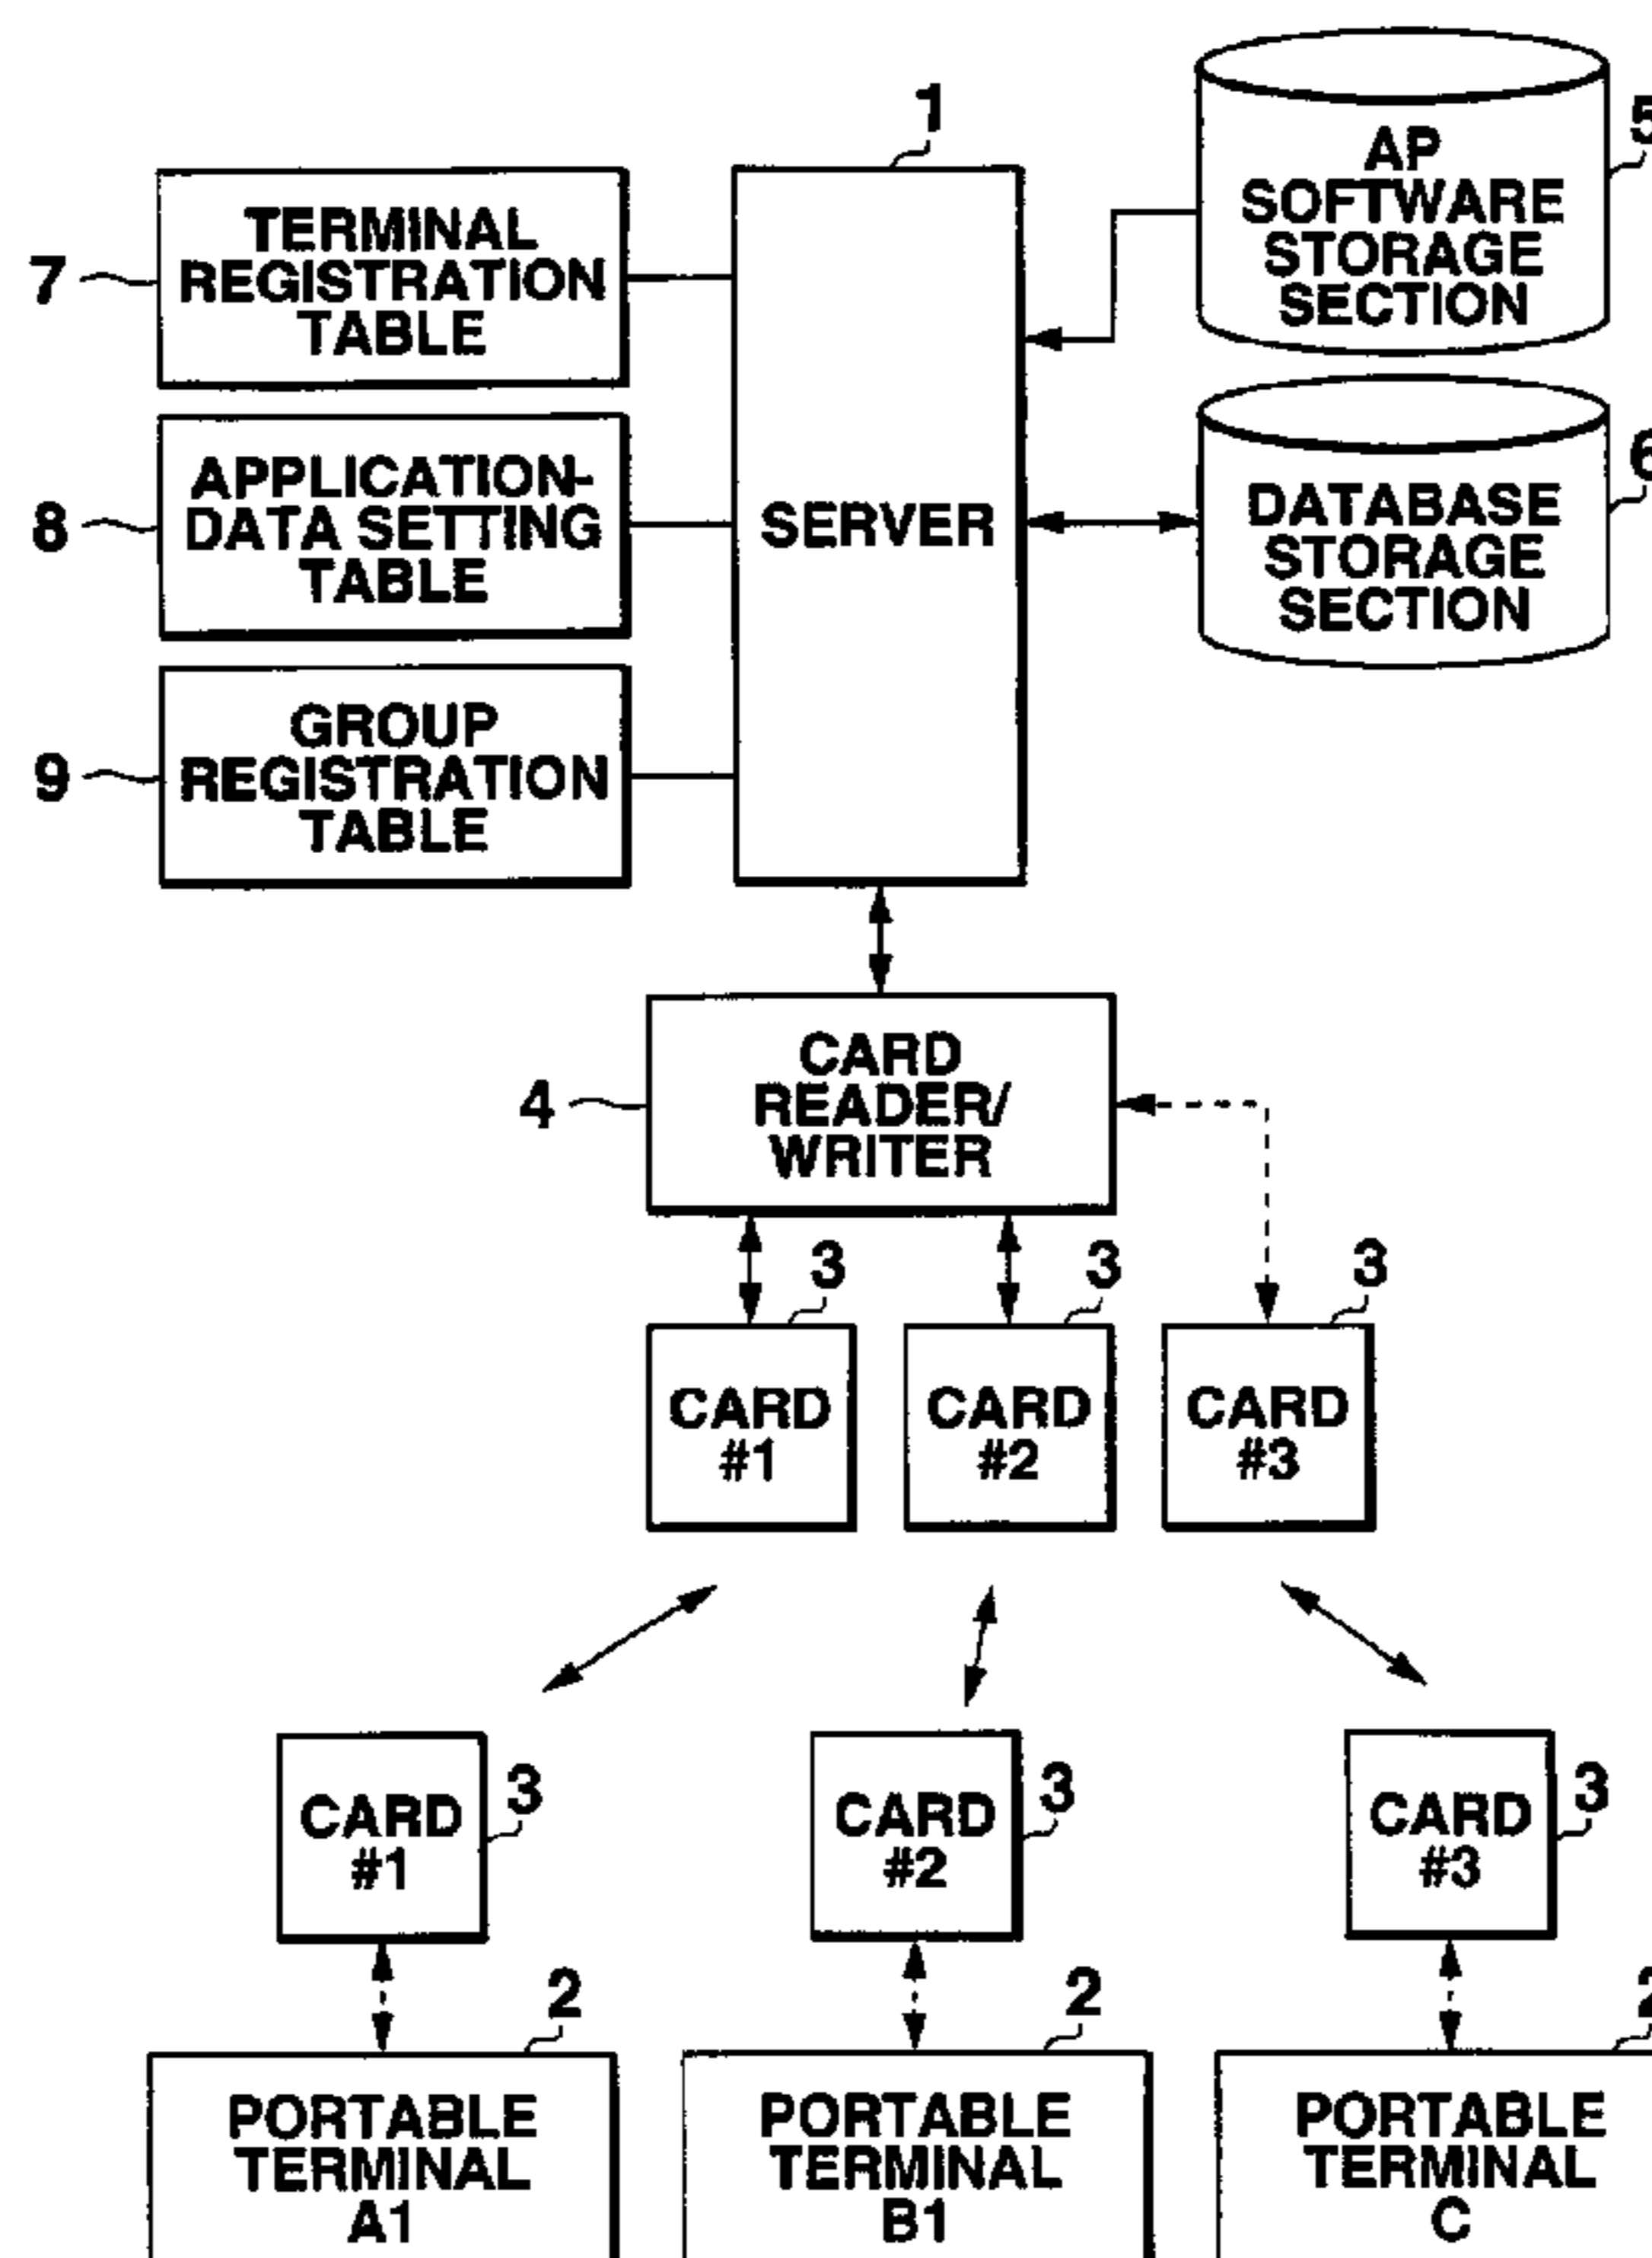 1
5
AP
SOFTWARE
STORAGE
SECTION
7
TERMINAL
REGISTRATION
TABLE
8
APPLICATION-
DATA SETTING
TABLE
SERVER
6
DATABASE
STORAGE
SECTION
9
GROUP
REGISTRATION
TABLE
4
CARD
READER/
WRITER
3
3
3
CARD
#1
CARD
#2
CARD
#3
CARD
#1
3
CARD
#2
3
CARD
#3
3
2
2
2
PORTABLE
TERMINAL
A1
PORTABLE
TERMINAL
B1
PORTABLE
TERMINAL
C